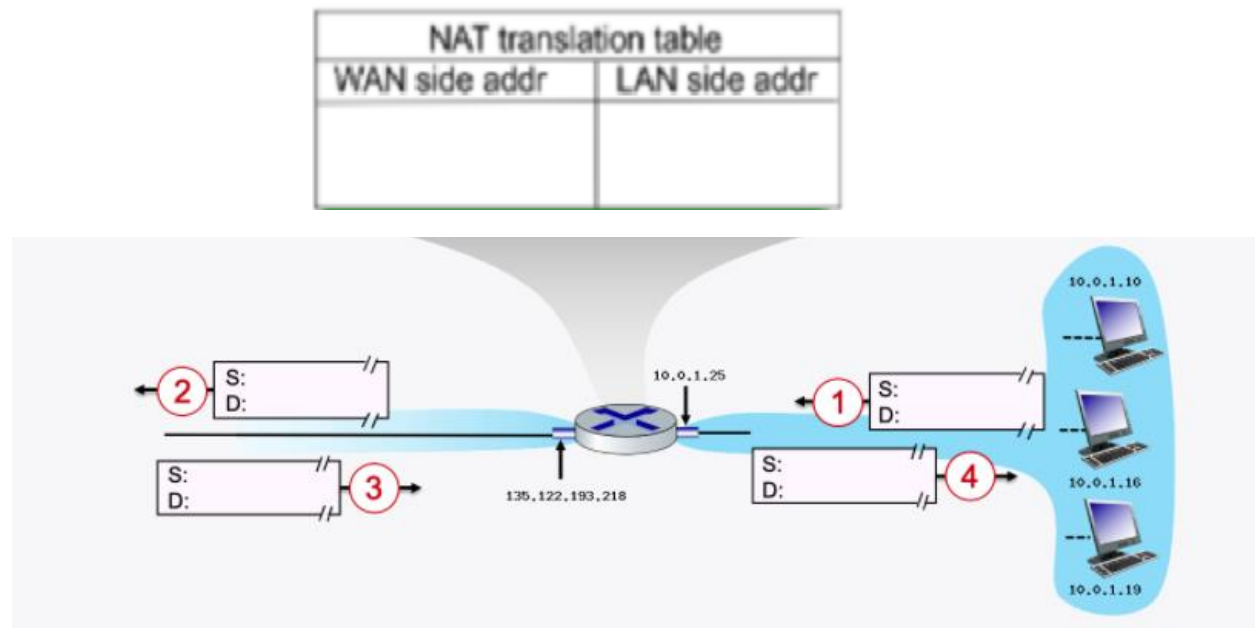 NAT translation table
WAN side addr LAN side addr
10.0.1.10
2
S:
D:
10.0.1.25
1
S:
D:
3
S:
D:
135.122.193.218
S:
D:
4
10.0.1.16
10.0.1.19